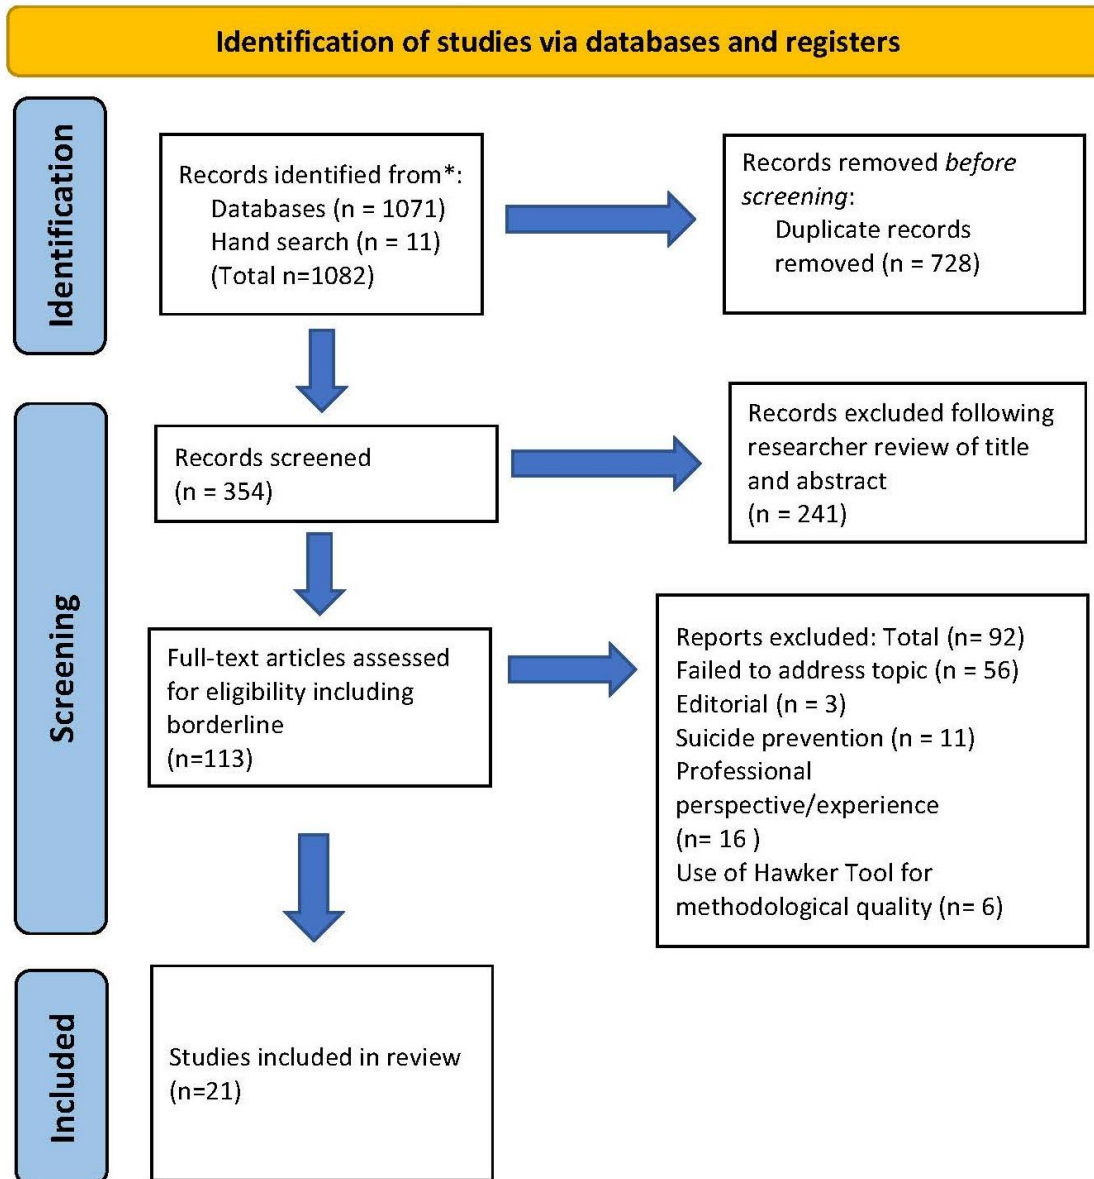 Identification of studies via databases and registers
Identification
Records identified from*:
Databases (n = 1071)
Hand search (n = 11)
(Total n=1082)
Records removed before
screening:
Duplicate records
removed (n = 728)
Screening
Records screened
(n = 354)
Records excluded following
researcher review of title
and abstract
(n = 241)
Full-text articles assessed
for eligibility including
borderline
(n=113)
Reports excluded: Total (n= 92)
Failed to address topic (n = 56)
Editorial (n = 3)
Suicide prevention (n = 11)
Professional
perspective/experience
(n= 16 )
Use of Hawker Tool for
methodological quality (n= 6)
Included
Studies included in review
(n=21)